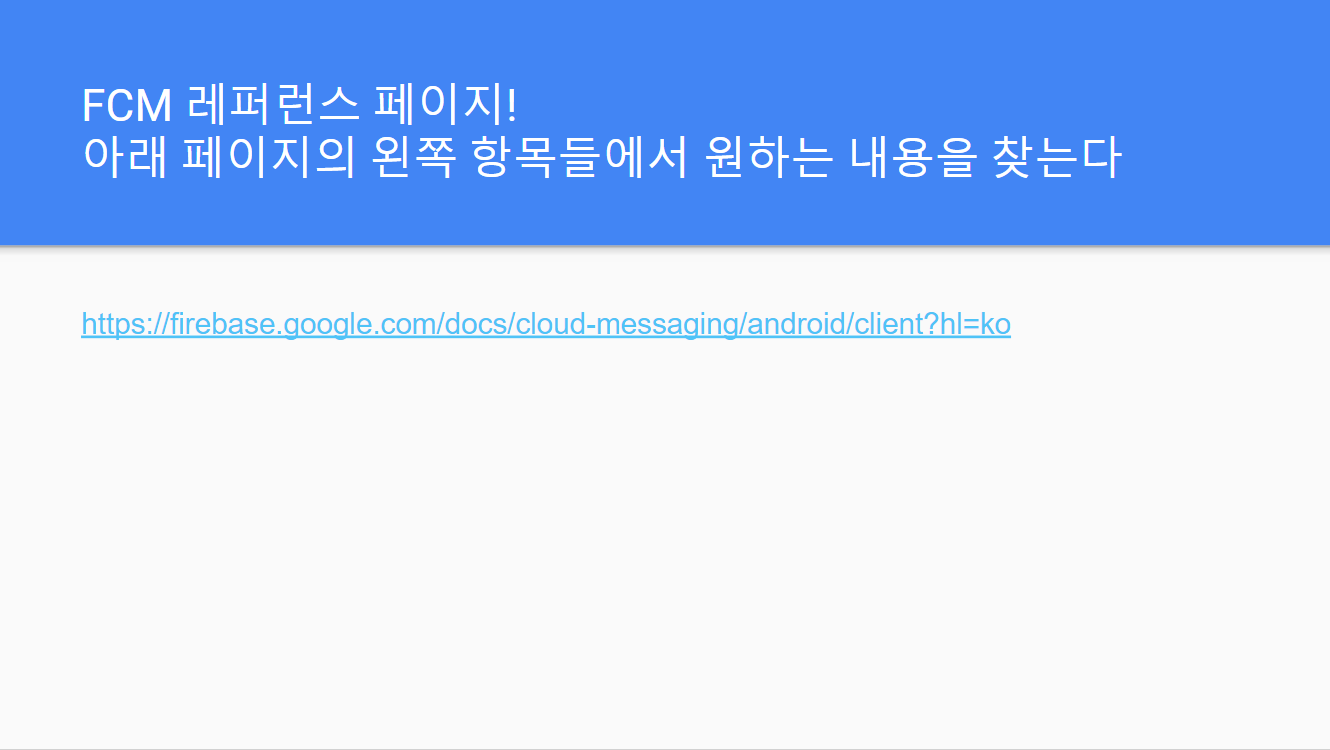 FCM 레퍼런스 페이지!
아래 페이지의 왼쪽 항목들에서 원하는 내용을 찾는다
https://firebase.google.com/docs/cloud-messaging/android/client?hl=ko